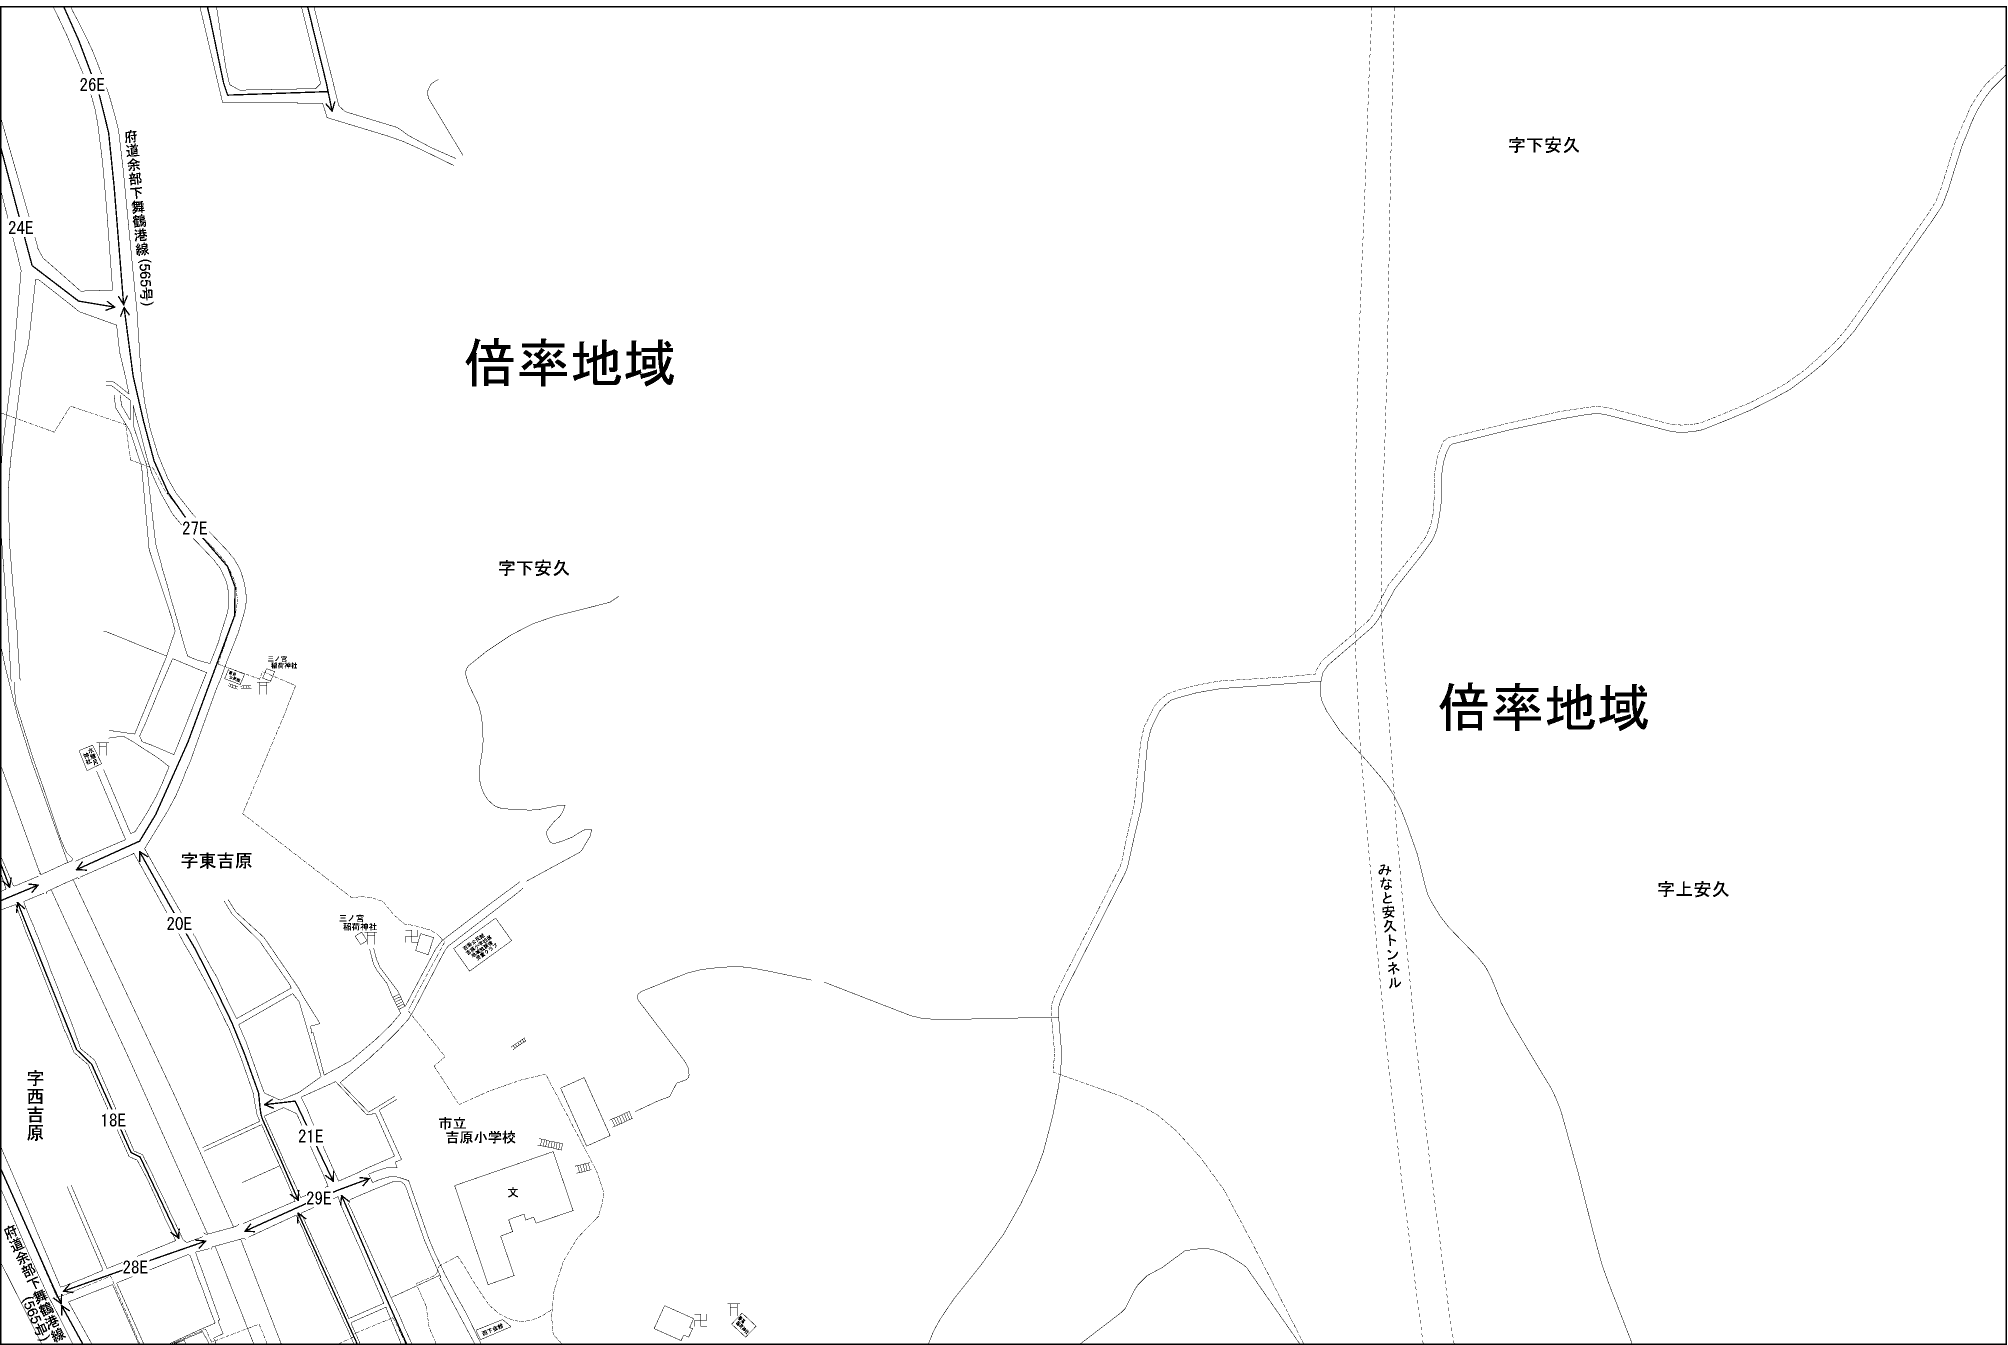 26E
府道余部下舞鶴港線(565号)
字下安久
24E
倍率地域
27E
字下安久
三ノ宮
稲荷神社
倍率地域
字東吉原
みなと安久トンネル
字上安久
20E
三ノ宮
稲荷神社
字西吉原
18E
市立
吉原小学校
21E
文
29E
28E
府道余部下舞鶴港線
(565号)